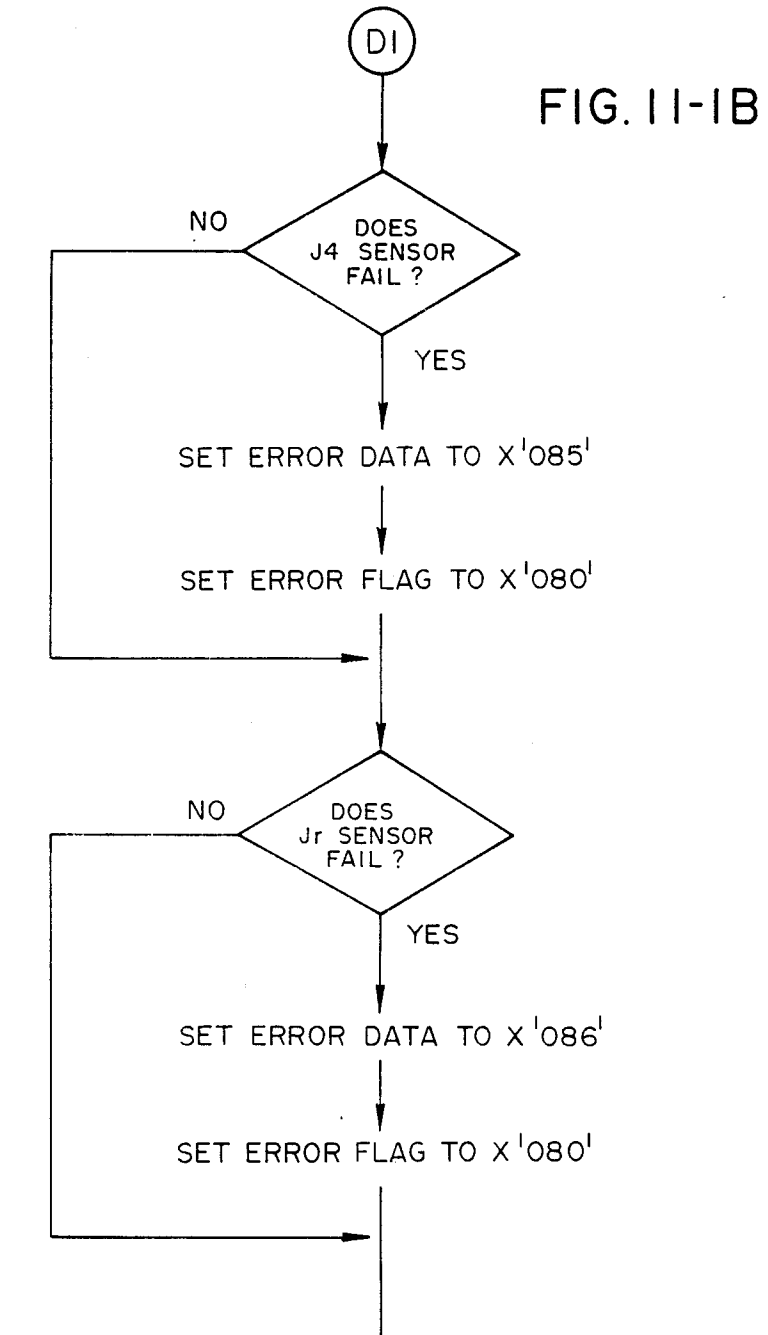 D1
FIG. 11-1B
DOES
J4 SENSOR
FAIL ?
NO
YES
SET ERROR DATA TO X'085'
SET ERROR FLAG TO X'080'
DOES
Jr SENSOR
FAIL ?
NO
YES
SET ERROR DATA TO X'086'
SET ERROR FLAG TO X'080'